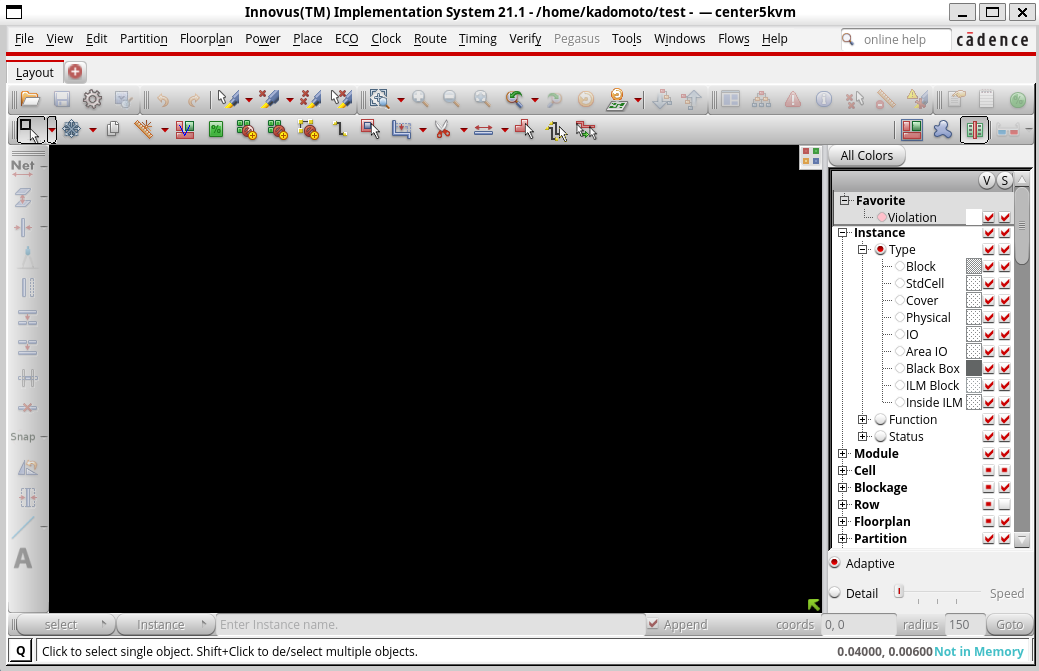 Innovus(TM) Implementation System 21.1 - /home/kadomoto/test - — center5kvm
File View Edit Partition Floorplan Power Place ECO Clock Route Timing Verify Pegasus Tools Windows Flows Help
online help
cādence
Layout
Net
Snap
A
All Colors
V S
Favorite
Violation
Instance
Type
Block
StdCell
Cover
Physical
IO
Area IO
Black Box
ILM Block
Inside ILM
Function
Status
Module
Cell
Blockage
Row
Floorplan
Partition
Adaptive
Detail Speed
select Instance Enter Instance name. Append coords 0, 0 radius 150 Goto
Q Click to select single object. Shift+Click to de/select multiple objects. 0.04000, 0.00600 Not in Memory